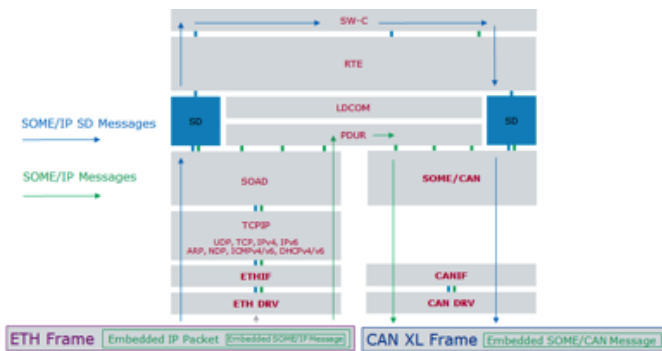 SW-C
RTE
LDCOM
SOME/IP SD Messages
SD
SD
PDUR
SOME/IP Messages
SOAD
SOME/CAN
TCPIP
UDP, TCP, IPv4, IPv6
ARP, NDP, ICMPv4/v6, DHCPv4/v6
ETHIF
CANIF
ETH DRV
CAN DRV
ETH Frame Embedded IP Packet Embedded SOME/IP Message
CAN XL Frame Embedded SOME/CAN Message